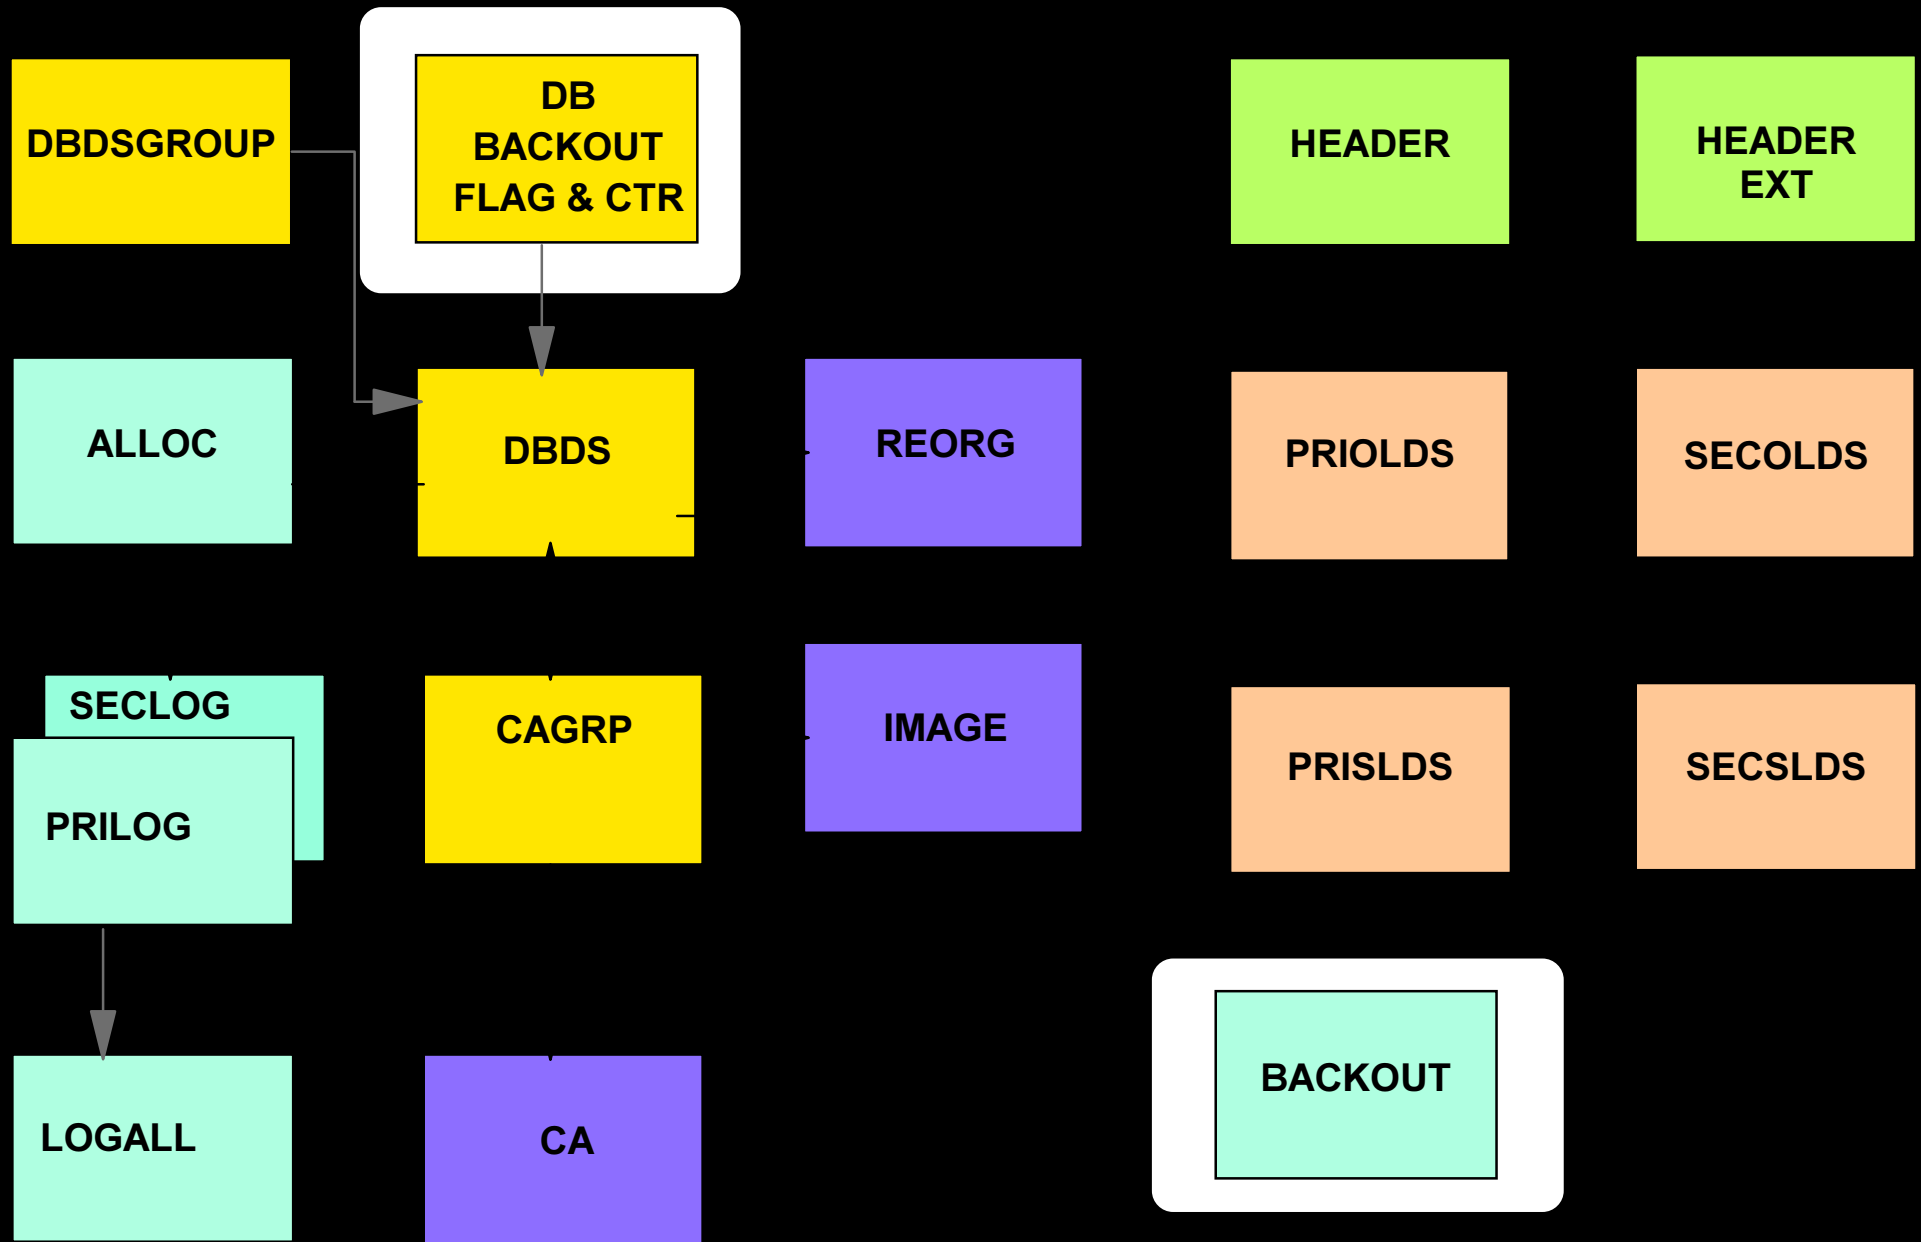 DBDSGROUP
DB
BACKOUT
FLAG & CTR
HEADER
HEADER
EXT
ALLOC
DBDS
REORG
PRIOLDS
SECOLDS
SECLOG
PRILOG
CAGRP
IMAGE
PRISLDS
SECSLDS
LOGALL
CA
BACKOUT